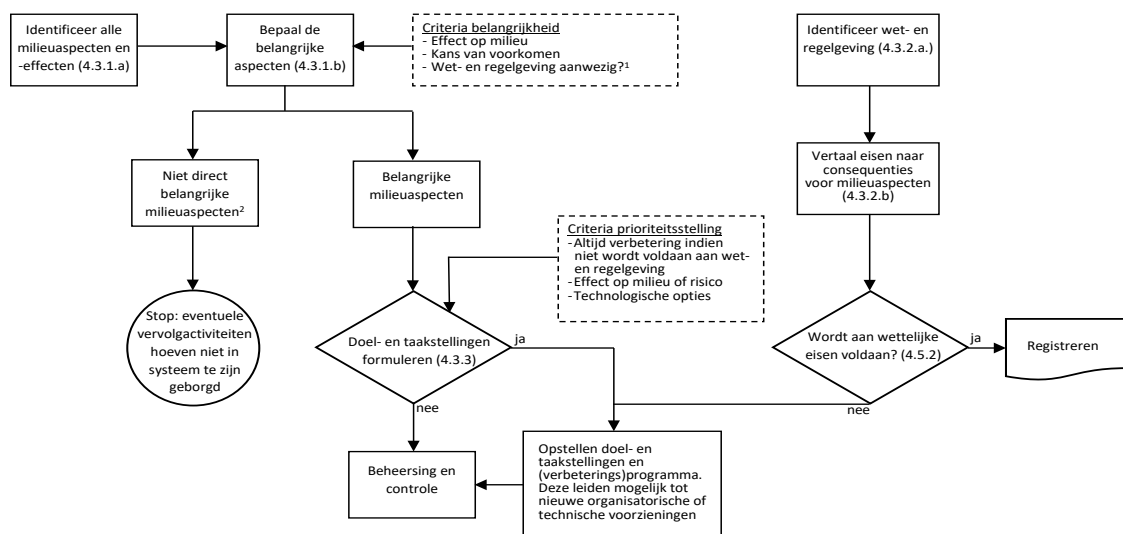 Identificeer alle
milieuaspecten en
-effecten (4.3.1.a)
Bepaal de
belangrijke
aspecten (4.3.1.b)
Criteria belangrijkheid
- Effect op milieu
- Kans van voorkomen
- Wet- en regelgeving aanwezig?¹
Identificeer wet- en
regelgeving (4.3.2.a.)
Niet direct
belangrijke
milieuaspecten²
Belangrijke
milieuaspecten
Vertaal eisen naar
consequenties
voor milieuaspecten
(4.3.2.b)
Criteria prioriteitsstelling
-Altijd verbetering indien
niet wordt voldaan aan wet-
en regelgeving
-Effect op milieu of risico
-Technologische opties
Stop: eventuele
vervolgactiviteiten
hoeven niet in
systeem te zijn
geborgd
Doel- en taakstellingen
formuleren (4.3.3)
ja
nee
Wordt aan wettelijke
eisen voldaan? (4.5.2)
ja
nee
Registreren
Beheersing en
controle
Opstellen doel- en
taakstellingen en
(verbeterings)programma.
Deze leiden mogelijk tot
nieuwe organisatorische of
technische voorzieningen